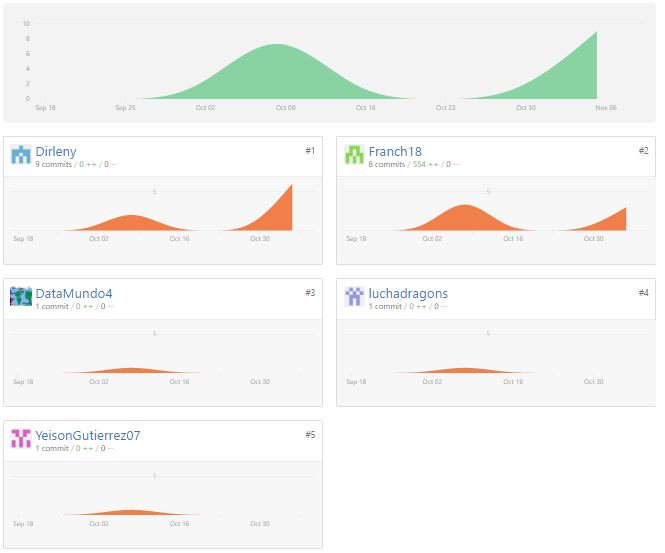 10
8
6
4
2
0
Sep 18 Sep 25 Oct 02 Oct 09 Oct 16 Oct 23 Oct 30 Nov 06
Dirleny #1
9 commits / 0 ++ / 0 --
5
Sep 18 Oct 02 Oct 16 Oct 30
Franch18 #2
8 commits / 554 ++ / 0 --
5
Sep 18 Oct 02 Oct 16 Oct 30
DataMundo4 #3
1 commit / 0 ++ / 0 --
5
Sep 18 Oct 02 Oct 16 Oct 30
luchadragons #4
1 commit / 0 ++ / 0 --
5
Sep 18 Oct 02 Oct 16 Oct 30
YeisonGutierrez07 #5
1 commit / 0 ++ / 0 --
5
Sep 18 Oct 02 Oct 16 Oct 30